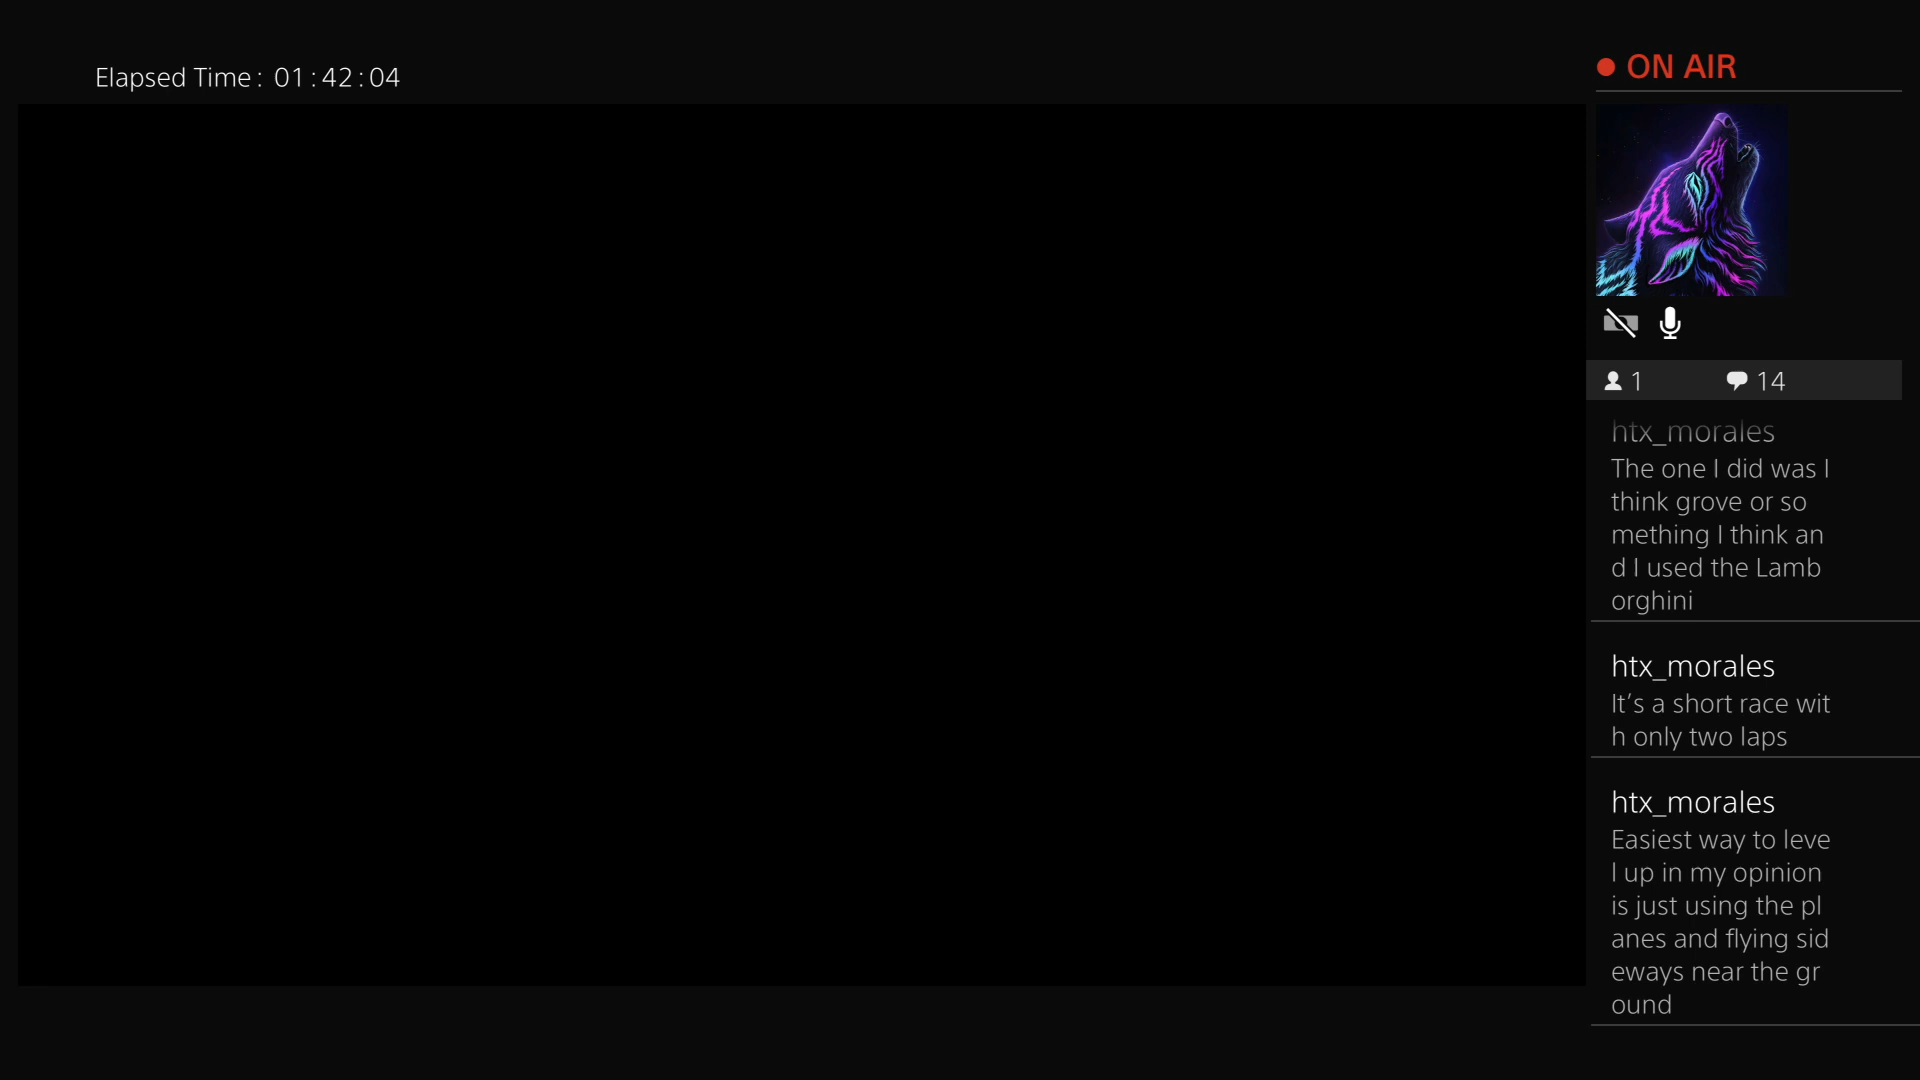 Elapsed Time: 01:42:04
ON AIR
1 14
htx_morales
The one I did was I
think grove or so
mething I think an
d I used the Lamb
orghini
htx_morales
It’s a short race wit
h only two laps
htx_morales
Easiest way to leve
l up in my opinion
is just using the pl
anes and flying sid
eways near the gr
ound